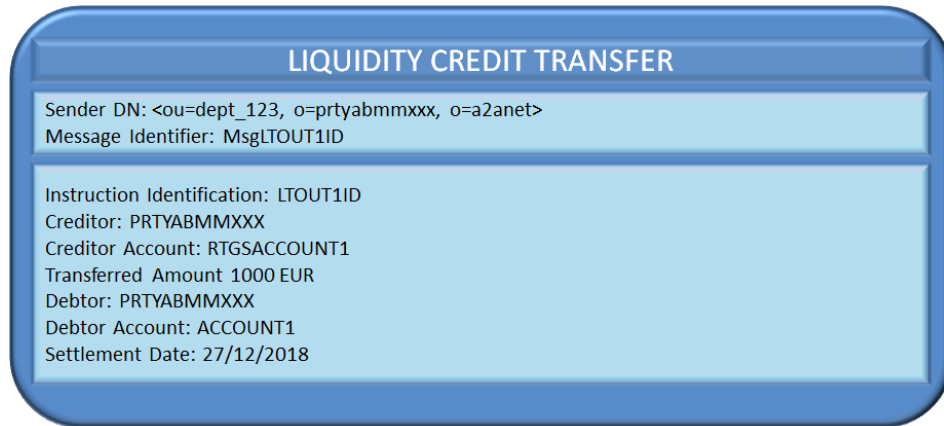 LIQUIDITY CREDIT TRANSFER
Sender DN: <ou=dept_123, o=prtyabmmxxx, o=a2anet>
Message Identifier: MsgLTOUT1ID
Instruction Identification: LTOUT1ID
Creditor: PRTYABMMXXX
Creditor Account: RTGSACCOUNT1
Transferred Amount 1000 EUR
Debtor: PRTYABMMXXX
Debtor Account: ACCOUNT1
Settlement Date: 27/12/2018